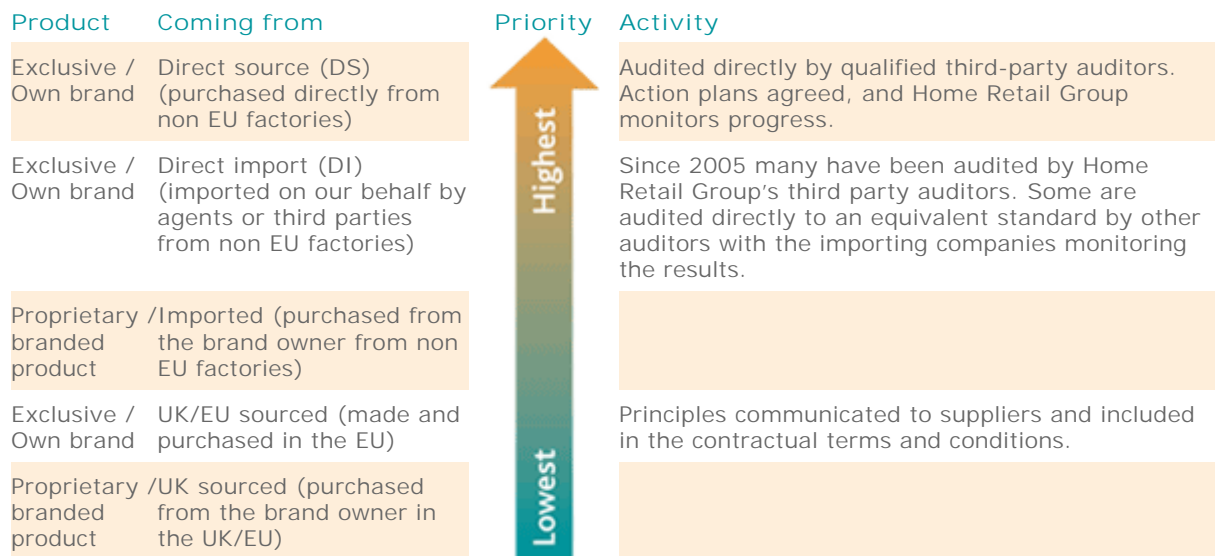 Product Coming from Priority Activity
Exclusive / Direct source (DS) Audited directly by qualified third-party auditors.
Own brand (purchased directly from Action plans agreed, and Home Retail Group
non EU factories) monitors progress.
Highest
Exclusive / Direct import (DI) Since 2005 many have been audited by Home
Own brand (imported on our behalf by Retail Group's third party auditors. Some are
agents or third parties audited directly to an equivalent standard by other
from non EU factories) auditors with the importing companies monitoring
the results.
Proprietary / Imported (purchased from
branded the brand owner from non
product EU factories)
Exclusive / UK/EU sourced (made and Principles communicated to suppliers and included
Own brand purchased in the EU) in the contractual terms and conditions.
Lowest
Proprietary / UK sourced (purchased
branded from the brand owner in
product the UK/EU)